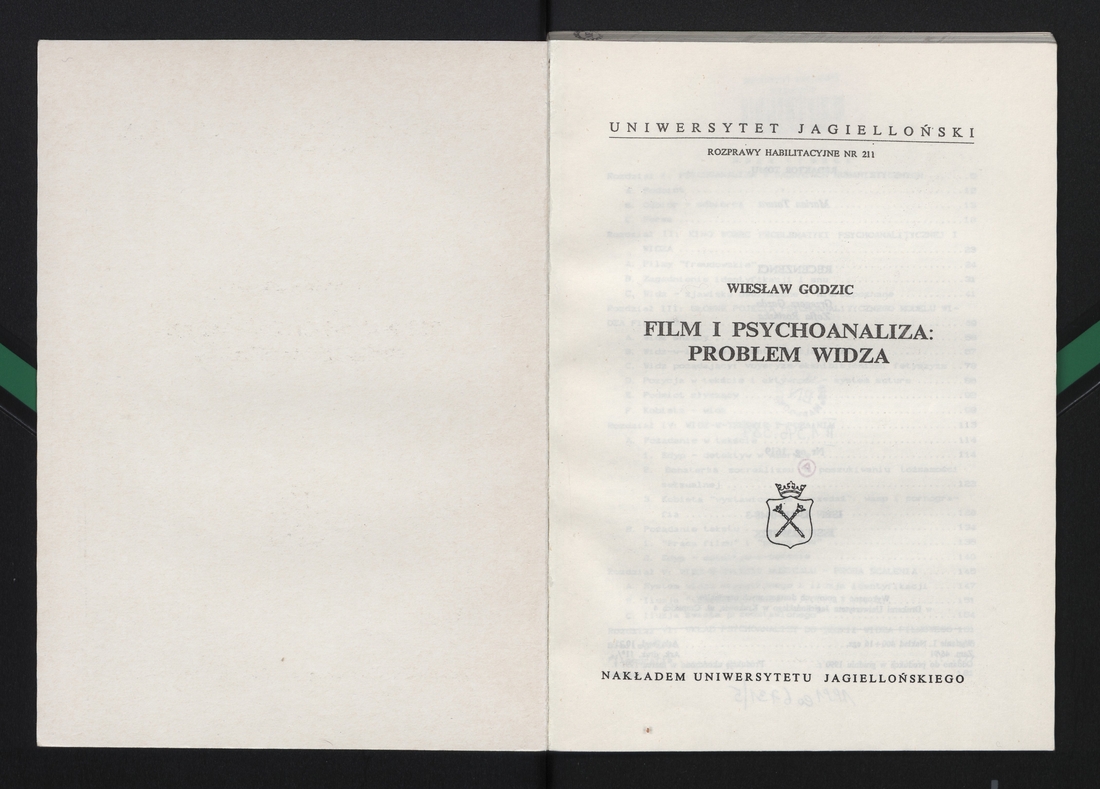 UNIWERSYTET JAGIELLOŃSKI
ROZPRAWY HABILITACYJNE NR 211
WIESŁAW GODZIC
FILM I PSYCHOANALIZA:
PROBLEM WIDZA
NAKŁADEM UNIWERSYTETU JAGIELLOŃSKIEGO